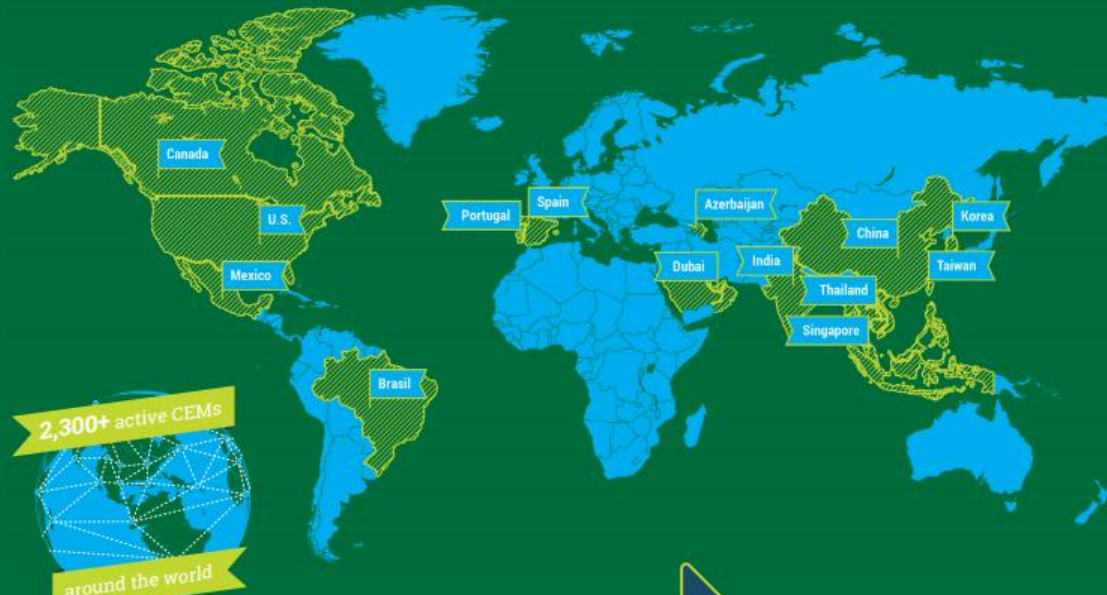 Canada
U.S.
Mexico
Brasil
Portugal
Spain
Azerbaijan
Dubai
India
China
Korea
Taiwan
Thailand
Singapore
2,300+ active CEMs
around the world